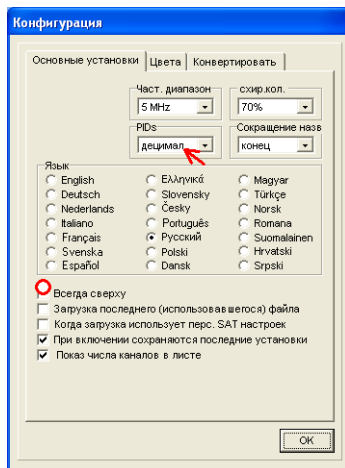 Конфигурация
Основные установки Цвета Конвертировать
Част. диапазон схир.кол.
5 MHz 70%
PIDs Сокращение назв
децимал конец
Язык
English Ελληνικά Magyar
Deutsch Slovensky Türkçe
Nederlands Česky Norsk
Italiano Português Romana
Français Русский Suomalainen
Svenska Polski Hrvatski
Español Dansk Srpski
Всегда сверху
Загрузка последнего (использовавшегося) файла
Когда загрузка использует перс. SAT настроек
При включении сохраняются последние установки
Показ числа каналов в листе
OK